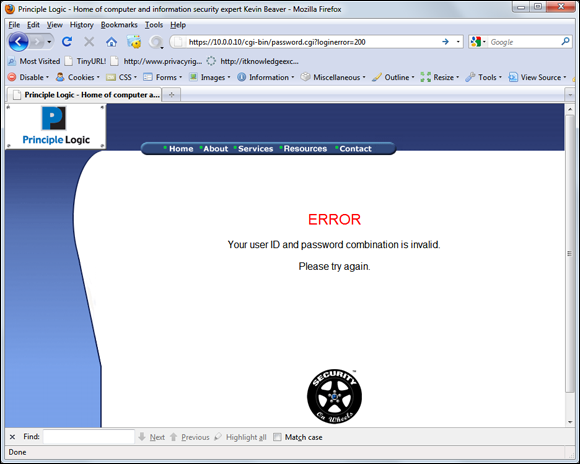 Principle Logic - Home of computer and information security expert Kevin Beaver - Mozilla Firefox
File Edit View History Bookmarks Tools Help
https://10.0.0.10/cgi-bin/password.cgi?loginerror=200
Google
Most Visited TinyURL! http://www.privacyrig... http://itknowledgeexc...
Disable Cookies CSS Forms Images Information Miscellaneous Outline Resize Tools View Source
Principle Logic - Home of computer a...
Principle Logic
Home About Services Resources Contact
ERROR
Your user ID and password combination is invalid.
Please try again.
SECURITY
On Wheels
™
Find: Next Previous Highlight all Match case
Done